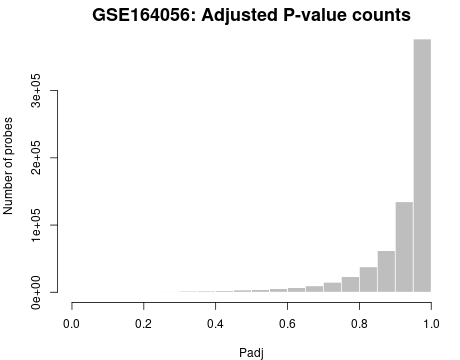 GSE164056: Adjusted P-value counts
Number of probes
3e+05
2e+05
1e+05
0e+00
0.0 0.2 0.4 0.6 0.8 1.0
Padj